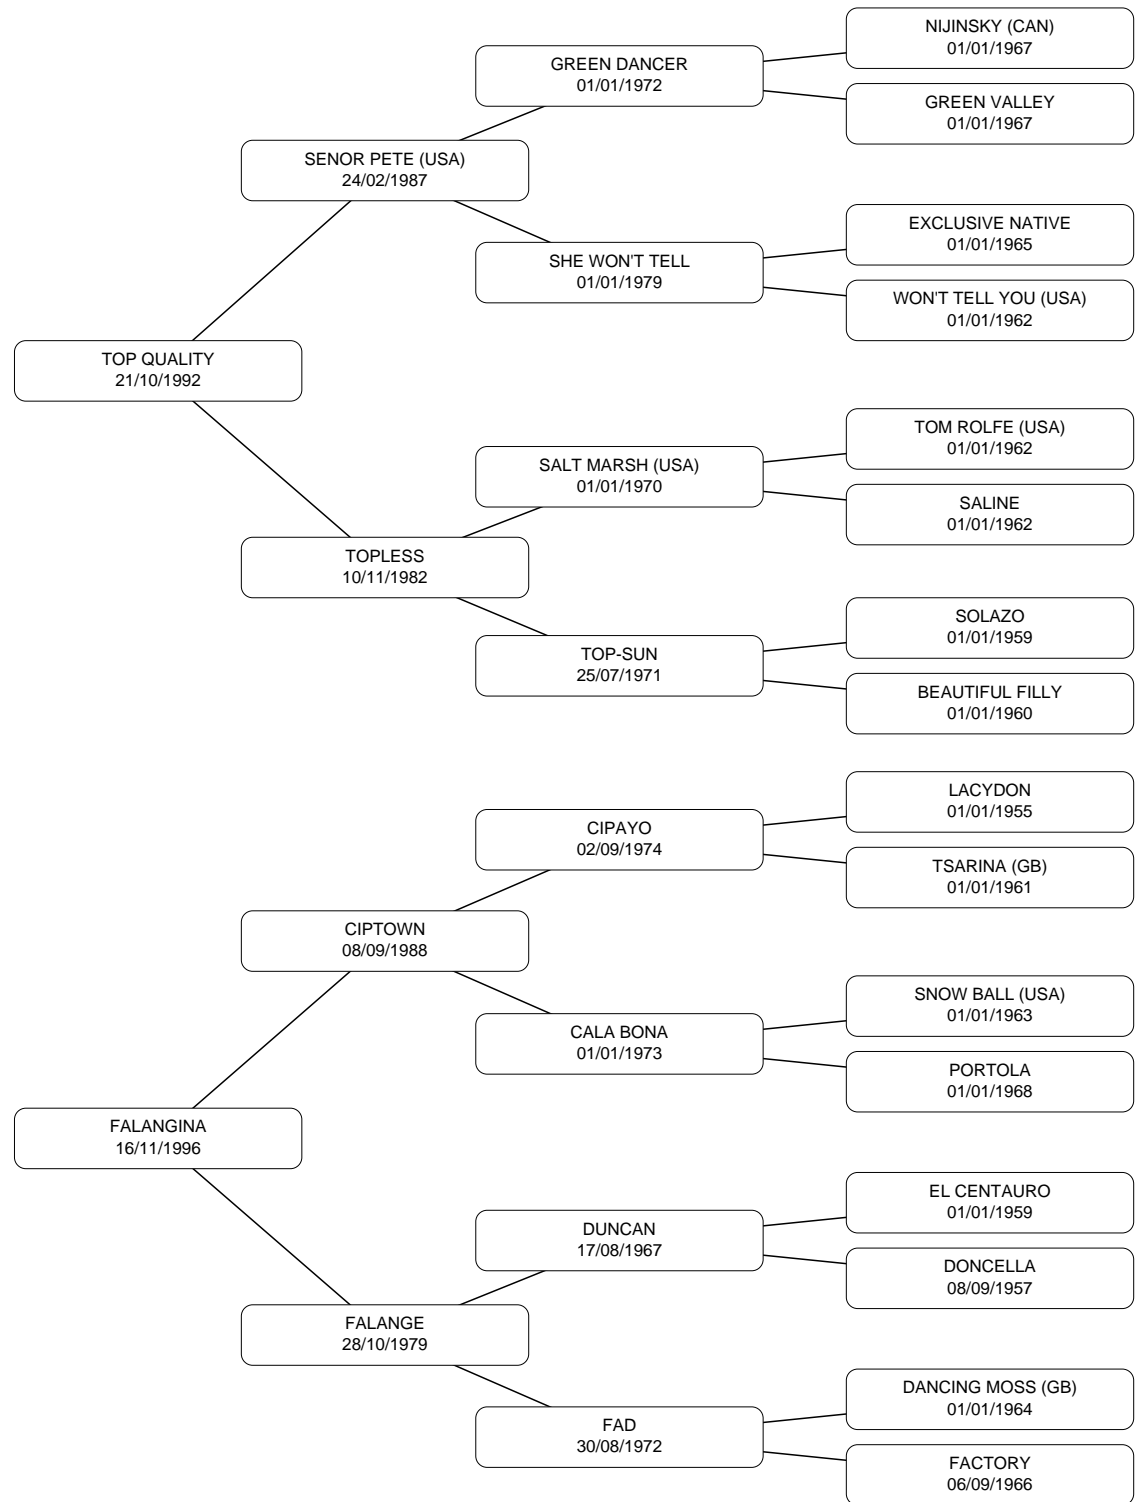 NIJINSKY (CAN)
01/01/1967
GREEN DANCER
01/01/1972
GREEN VALLEY
01/01/1967
SENOR PETE (USA)
24/02/1987
EXCLUSIVE NATIVE
01/01/1965
SHE WON'T TELL
01/01/1979
WON'T TELL YOU (USA)
01/01/1962
TOP QUALITY
21/10/1992
TOM ROLFE (USA)
01/01/1962
SALT MARSH (USA)
01/01/1970
SALINE
01/01/1962
TOPLESS
10/11/1982
SOLAZO
01/01/1959
TOP-SUN
25/07/1971
BEAUTIFUL FILLY
01/01/1960
LACYDON
01/01/1955
CIPAYO
02/09/1974
TSARINA (GB)
01/01/1961
CIPTOWN
08/09/1988
SNOW BALL (USA)
01/01/1963
CALA BONA
01/01/1973
PORTOLA
01/01/1968
FALANGINA
16/11/1996
EL CENTAURO
01/01/1959
DUNCAN
17/08/1967
DONCELLA
08/09/1957
FALANGE
28/10/1979
DANCING MOSS (GB)
01/01/1964
FAD
30/08/1972
FACTORY
06/09/1966